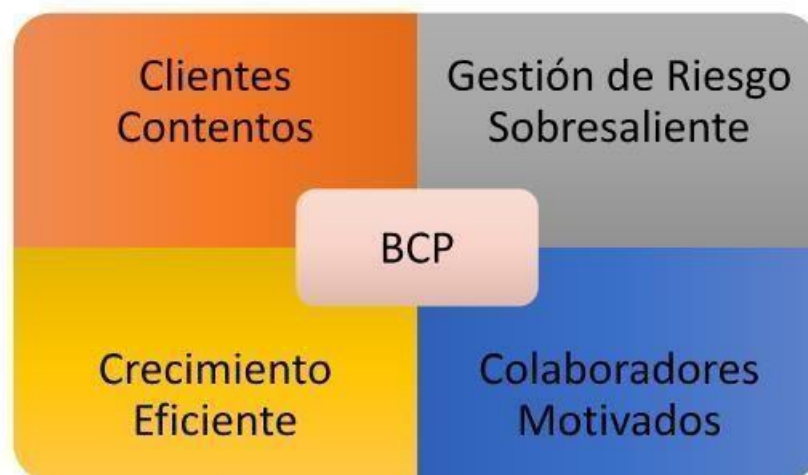 Clientes
Contentos
Gestión de Riesgo
Sobresaliente
BCP
Crecimiento
Eficiente
Colaboradores
Motivados